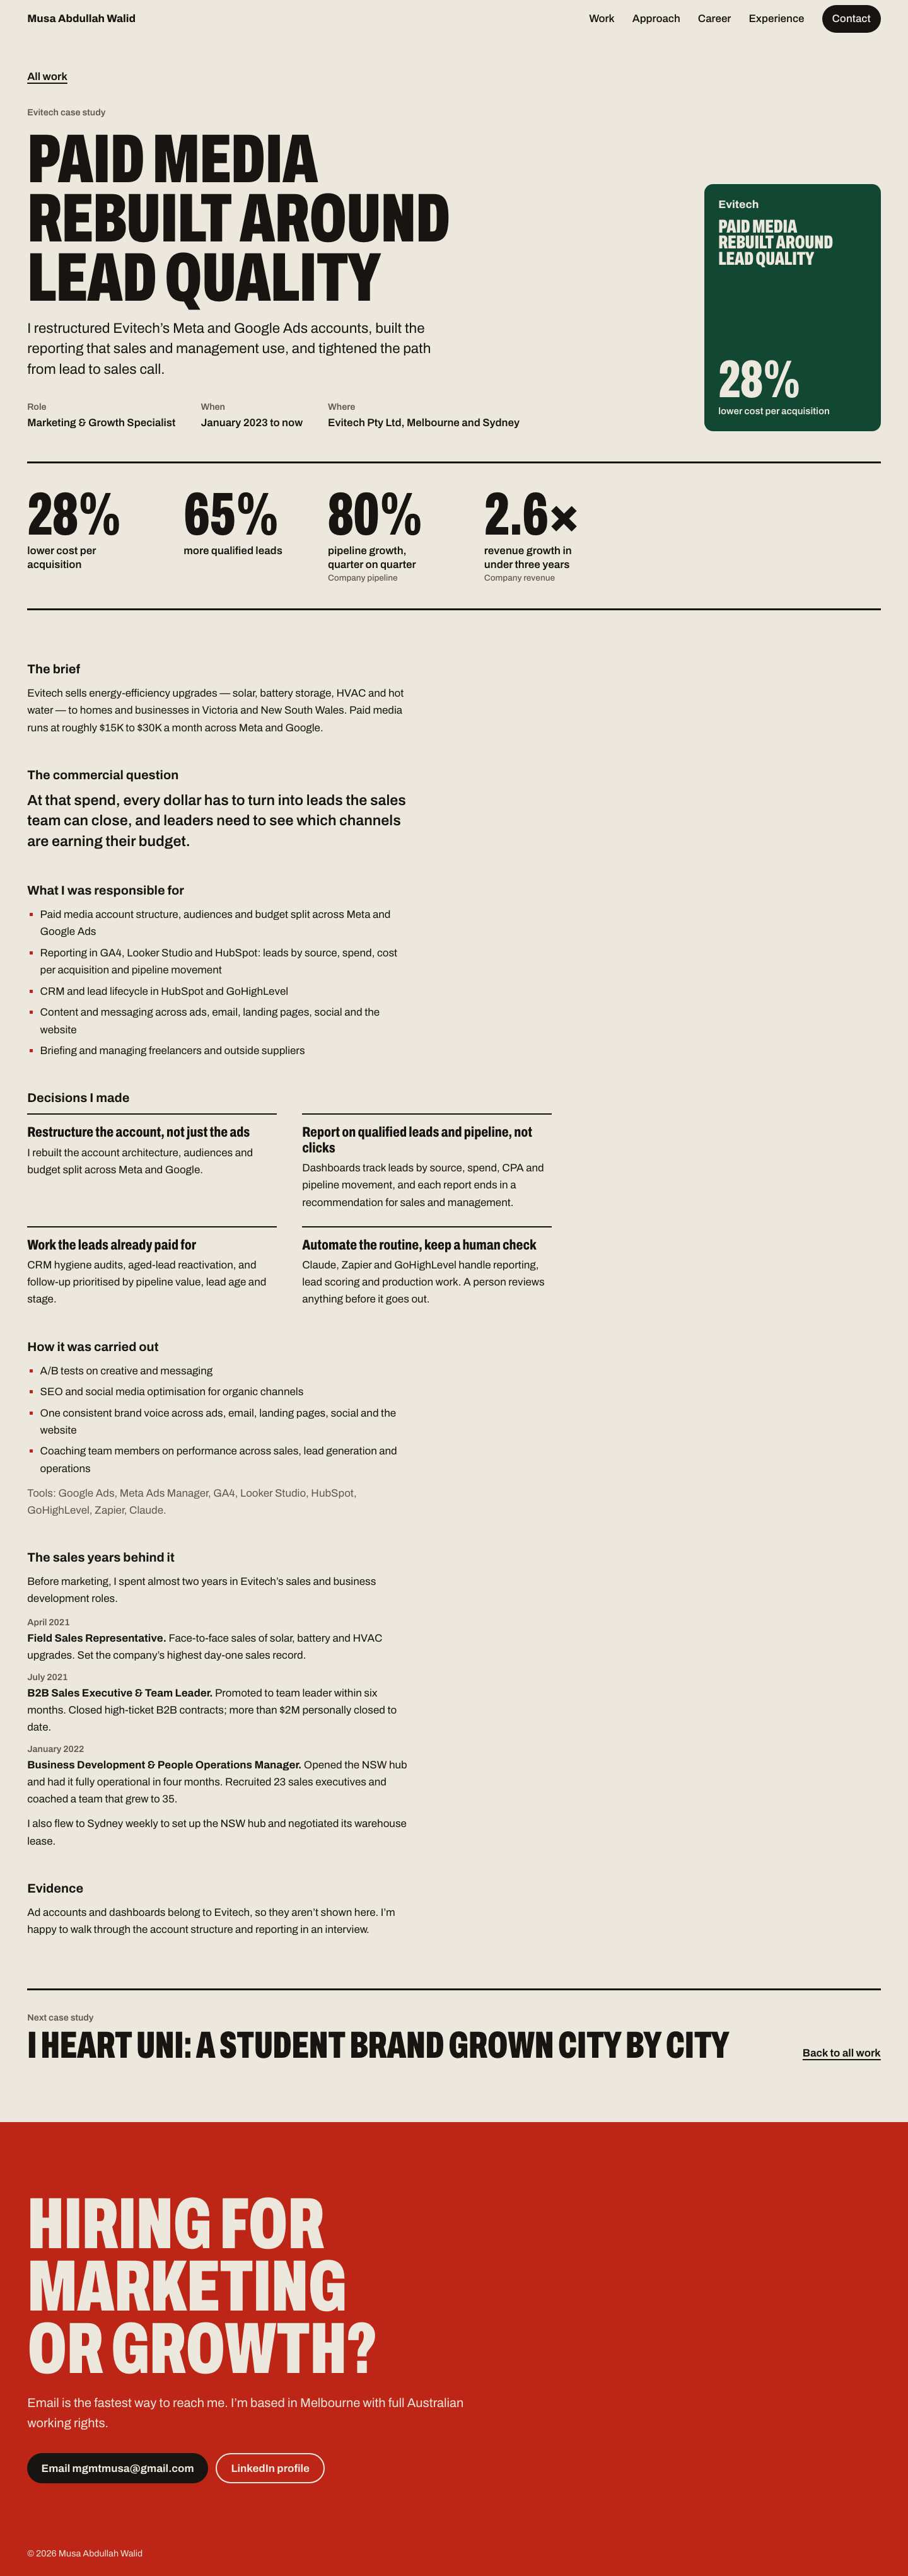 Musa Abdullah Walid
Work Approach Career Experience Contact
All work
Evitech case study
PAID MEDIA
REBUILT AROUND
LEAD QUALITY
I restructured Evitech’s Meta and Google Ads accounts, built the
reporting that sales and management use, and tightened the path
from lead to sales call.
Role
Marketing & Growth Specialist
When
January 2023 to now
Where
Evitech Pty Ltd, Melbourne and Sydney
Evitech
PAID MEDIA
REBUILT AROUND
LEAD QUALITY
28%
lower cost per acquisition
28%
lower cost per
acquisition
65%
more qualified leads
80%
pipeline growth,
quarter on quarter
Company pipeline
2.6×
revenue growth in
under three years
Company revenue
The brief
Evitech sells energy-efficiency upgrades — solar, battery storage, HVAC and hot
water — to homes and businesses in Victoria and New South Wales. Paid media
runs at roughly $15K to $30K a month across Meta and Google.
The commercial question
At that spend, every dollar has to turn into leads the sales
team can close, and leaders need to see which channels
are earning their budget.
What I was responsible for
Paid media account structure, audiences and budget split across Meta and
Google Ads
Reporting in GA4, Looker Studio and HubSpot: leads by source, spend, cost
per acquisition and pipeline movement
CRM and lead lifecycle in HubSpot and GoHighLevel
Content and messaging across ads, email, landing pages, social and the
website
Briefing and managing freelancers and outside suppliers
Decisions I made
Restructure the account, not just the ads
I rebuilt the account architecture, audiences and
budget split across Meta and Google.
Report on qualified leads and pipeline, not
clicks
Dashboards track leads by source, spend, CPA and
pipeline movement, and each report ends in a
recommendation for sales and management.
Work the leads already paid for
CRM hygiene audits, aged-lead reactivation, and
follow-up prioritised by pipeline value, lead age and
stage.
Automate the routine, keep a human check
Claude, Zapier and GoHighLevel handle reporting,
lead scoring and production work. A person reviews
anything before it goes out.
How it was carried out
A/B tests on creative and messaging
SEO and social media optimisation for organic channels
One consistent brand voice across ads, email, landing pages, social and the
website
Coaching team members on performance across sales, lead generation and
operations
Tools: Google Ads, Meta Ads Manager, GA4, Looker Studio, HubSpot,
GoHighLevel, Zapier, Claude.
The sales years behind it
Before marketing, I spent almost two years in Evitech’s sales and business
development roles.
April 2021
Field Sales Representative. Face-to-face sales of solar, battery and HVAC
upgrades. Set the company’s highest day-one sales record.
July 2021
B2B Sales Executive & Team Leader. Promoted to team leader within six
months. Closed high-ticket B2B contracts; more than $2M personally closed to
date.
January 2022
Business Development & People Operations Manager. Opened the NSW hub
and had it fully operational in four months. Recruited 23 sales executives and
coached a team that grew to 35.
I also flew to Sydney weekly to set up the NSW hub and negotiated its warehouse
lease.
Evidence
Ad accounts and dashboards belong to Evitech, so they aren’t shown here. I’m
happy to walk through the account structure and reporting in an interview.
Next case study
I HEART UNI: A STUDENT BRAND GROWN CITY BY CITY
Back to all work
HIRING FOR
MARKETING
OR GROWTH?
Email is the fastest way to reach me. I’m based in Melbourne with full Australian
working rights.
Email mgmtmusa@gmail.com
LinkedIn profile
© 2026 Musa Abdullah Walid